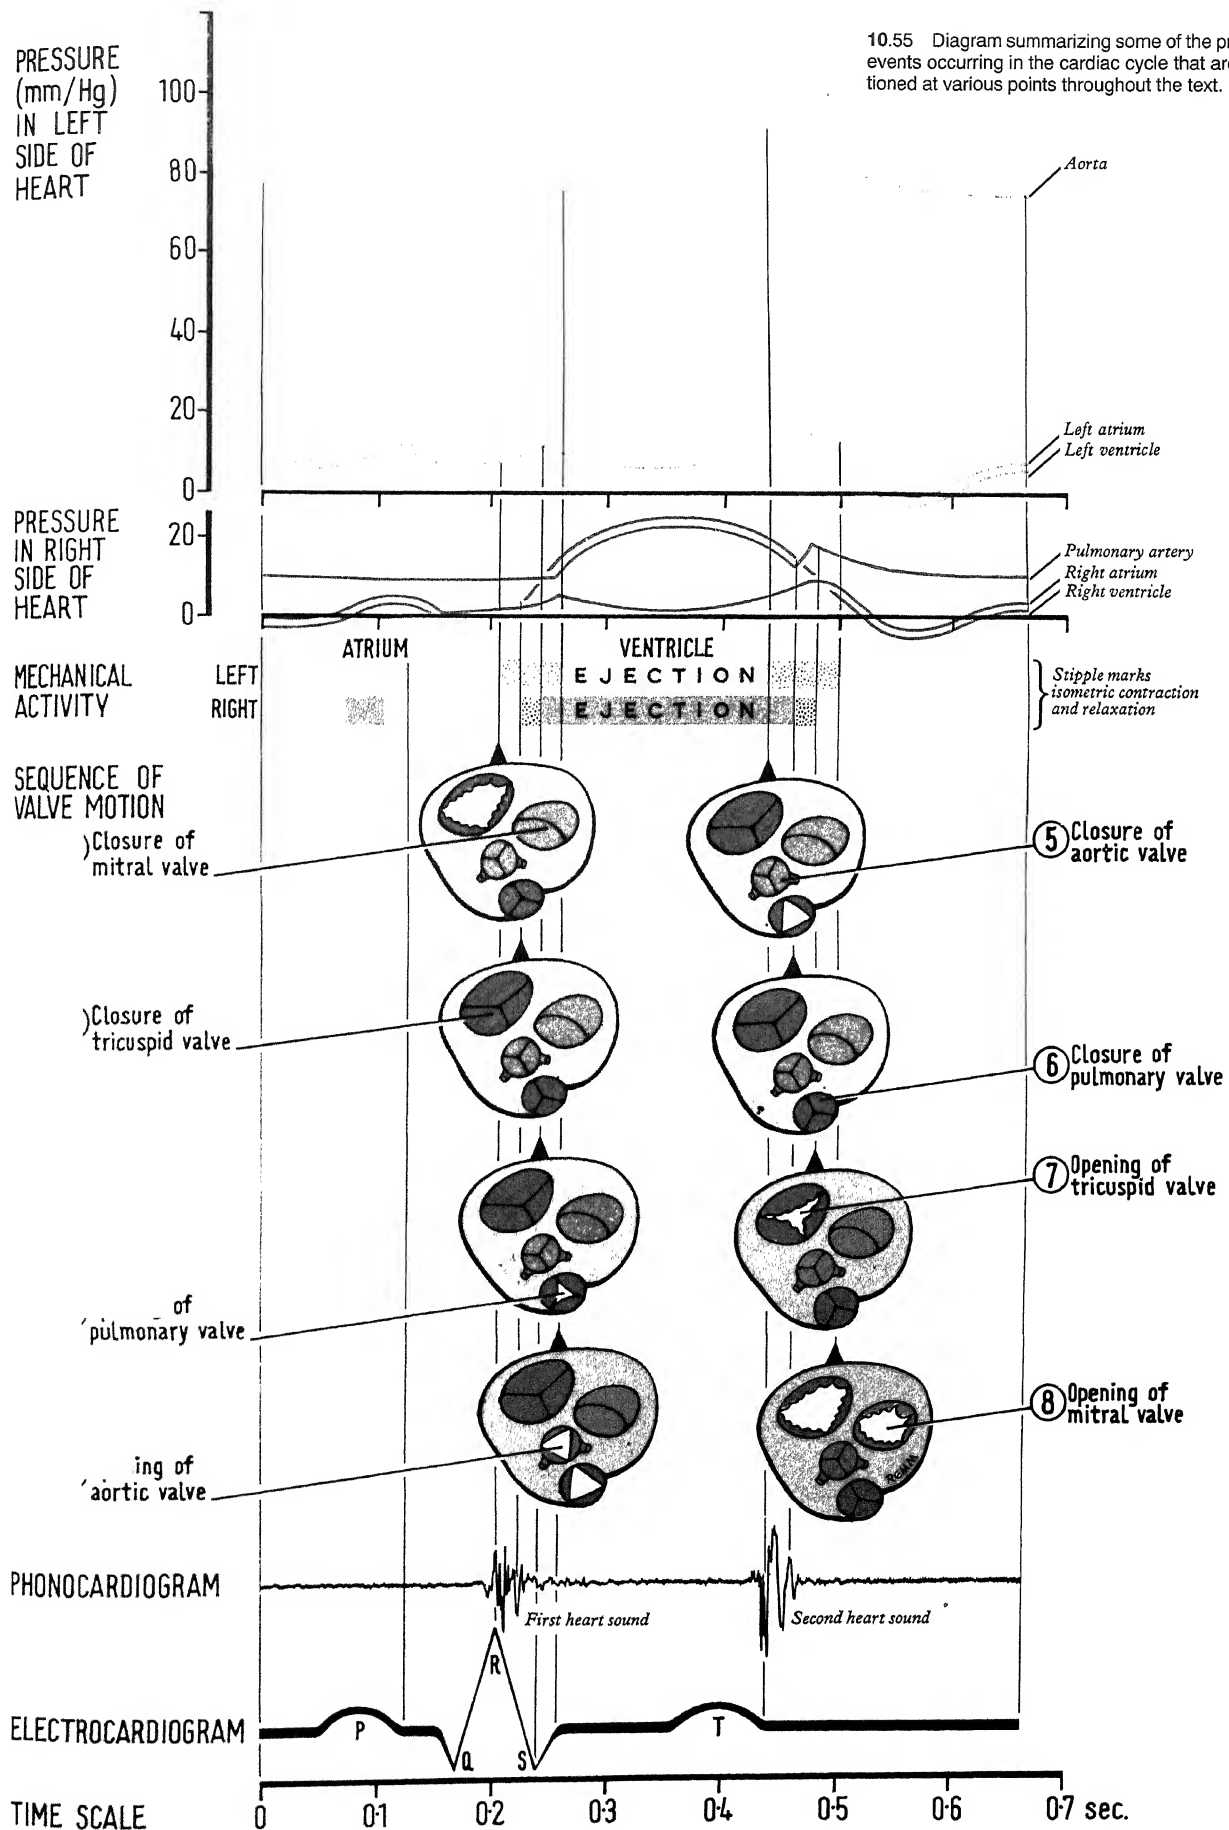 10.55 Diagram summarizing some of the
events occurring in the cardiac cycle that
tioned at various points throughout the text.
PRESSURE
(mm/Hg)
IN LEFT
SIDE OF
HEART
100
80
60
40
20
0
Aorta
Left atrium
Left ventricle
PRESSURE
IN RIGHT
SIDE OF
HEART
20
0
Pulmonary artery
Right atrium
Right ventricle
ATRIUM
VENTRICLE
MECHANICAL
ACTIVITY
LEFT
EJECTION
RIGHT
EJECTION
Stipple marks
isometric contraction
and relaxation
SEQUENCE OF
VALVE MOTION
)Closure of
mitral valve
5 Closure of
aortic valve
)Closure of
tricuspid valve
6 Closure of
pulmonary valve
of
pulmonary valve
7 Opening of
tricuspid valve
ing of
aortic valve
8 Opening of
mitral valve
REMM
PHONOCARDIOGRAM
First heart sound
Second heart sound
ELECTROCARDIOGRAM
P
Q
R
S
T
TIME SCALE
0 0·1 0·2 0·3 0·4 0·5 0·6 0·7 sec.